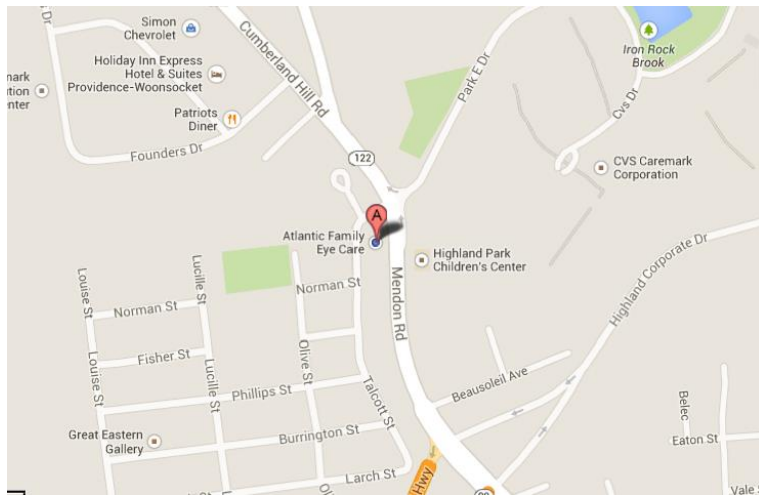 Simon
Chevrolet
Cumberland Hill Rd
Holiday Inn Express
Hotel & Suites
Providence-Woonsocket
Park E Dr
Iron Rock
Brook
Cvs Dr
Patriots
Diner
Founders Dr
122
CVS Caremark
Corporation
A
Atlantic Family
Eye Care
Highland Park
Children's Center
Highland Corporate Dr
Mendon Rd
Norman St
Louise St
Lucille St
Norman St
Fisher St
Olive St
Louise St
Lucille St
Phillips St
Talcott St
Beausoleil Ave
Belec
Great Eastern
Gallery
Burrington St
Eaton St
Larch St
Hwy
Vale